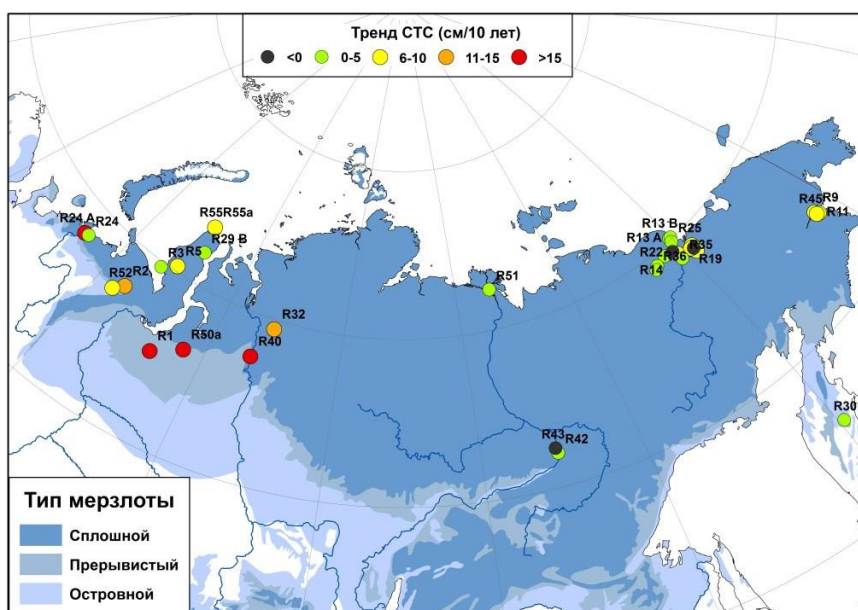 Тренд СТС (см/10 лет)
<0 0-5 6-10 11-15 >15
R45 R9
R11
R24 A R24
R55 R55a
R13 B R25
R13 A
R35
R29 B
R3 R5
R22 R36 R19
R14
R52 R2
R51
R32
R1 R50a
R40
R30
R43 R42
Тип мерзлоты
Сплошной
Прерывистый
Островной